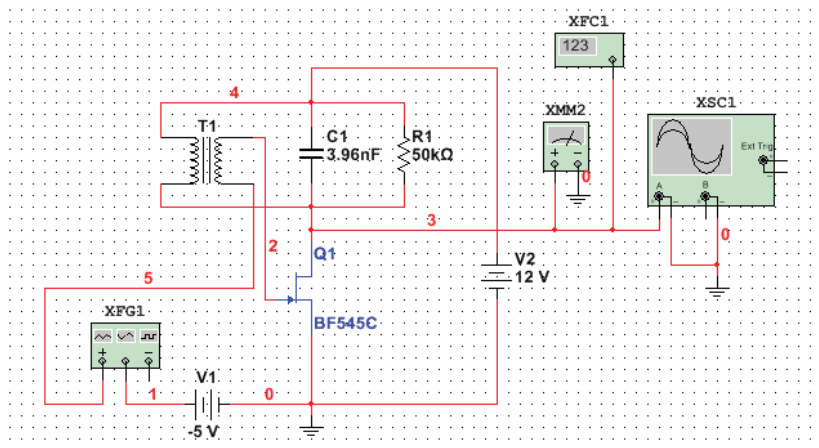 XFC1
123
4
T1
C1
3.96nF
R1
50kΩ
XMM2
+ −
0
XSC1
Ext Trig
+
−
A
B
+ − + −
0
3
2
Q1
BF545C
V2
12 V
5
XFG1
+ −
1
V1
-5 V
0